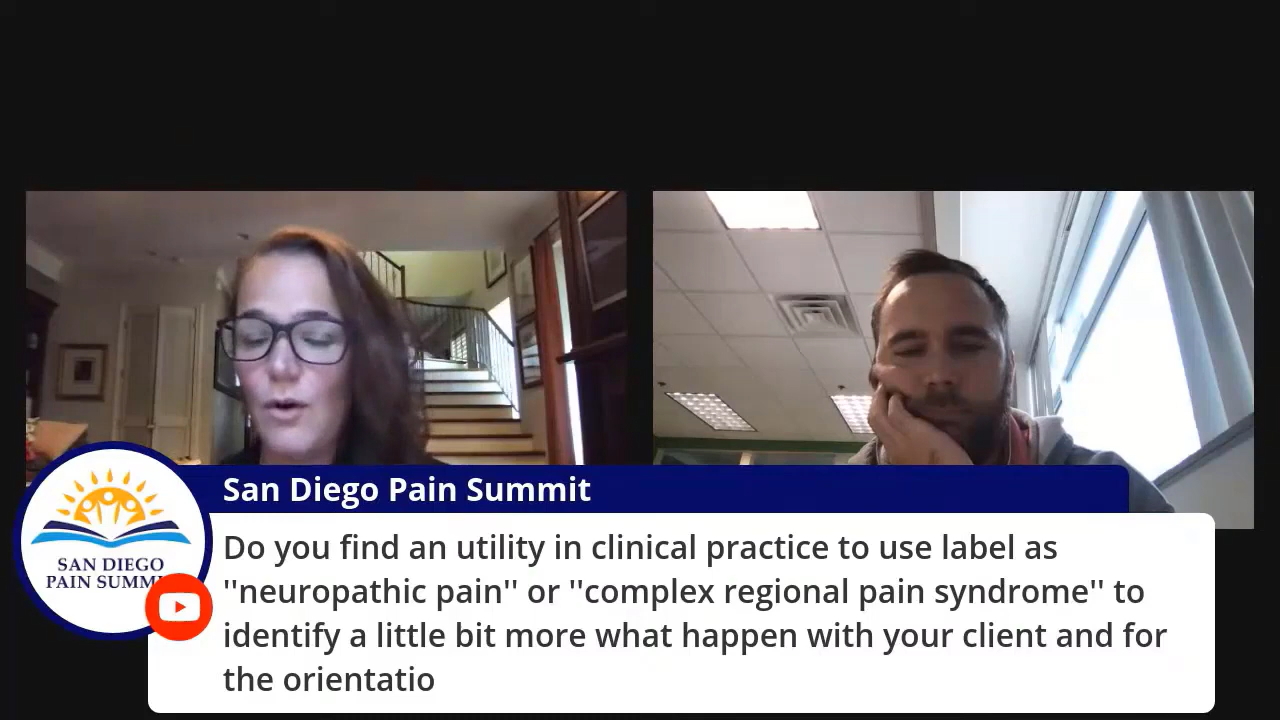 San Diego Pain Summit
Do you find an utility in clinical practice to use label as
''neuropathic pain'' or ''complex regional pain syndrome'' to
identify a little bit more what happen with your client and for
the orientatio
SAN DIEGO
PAIN SUMMI